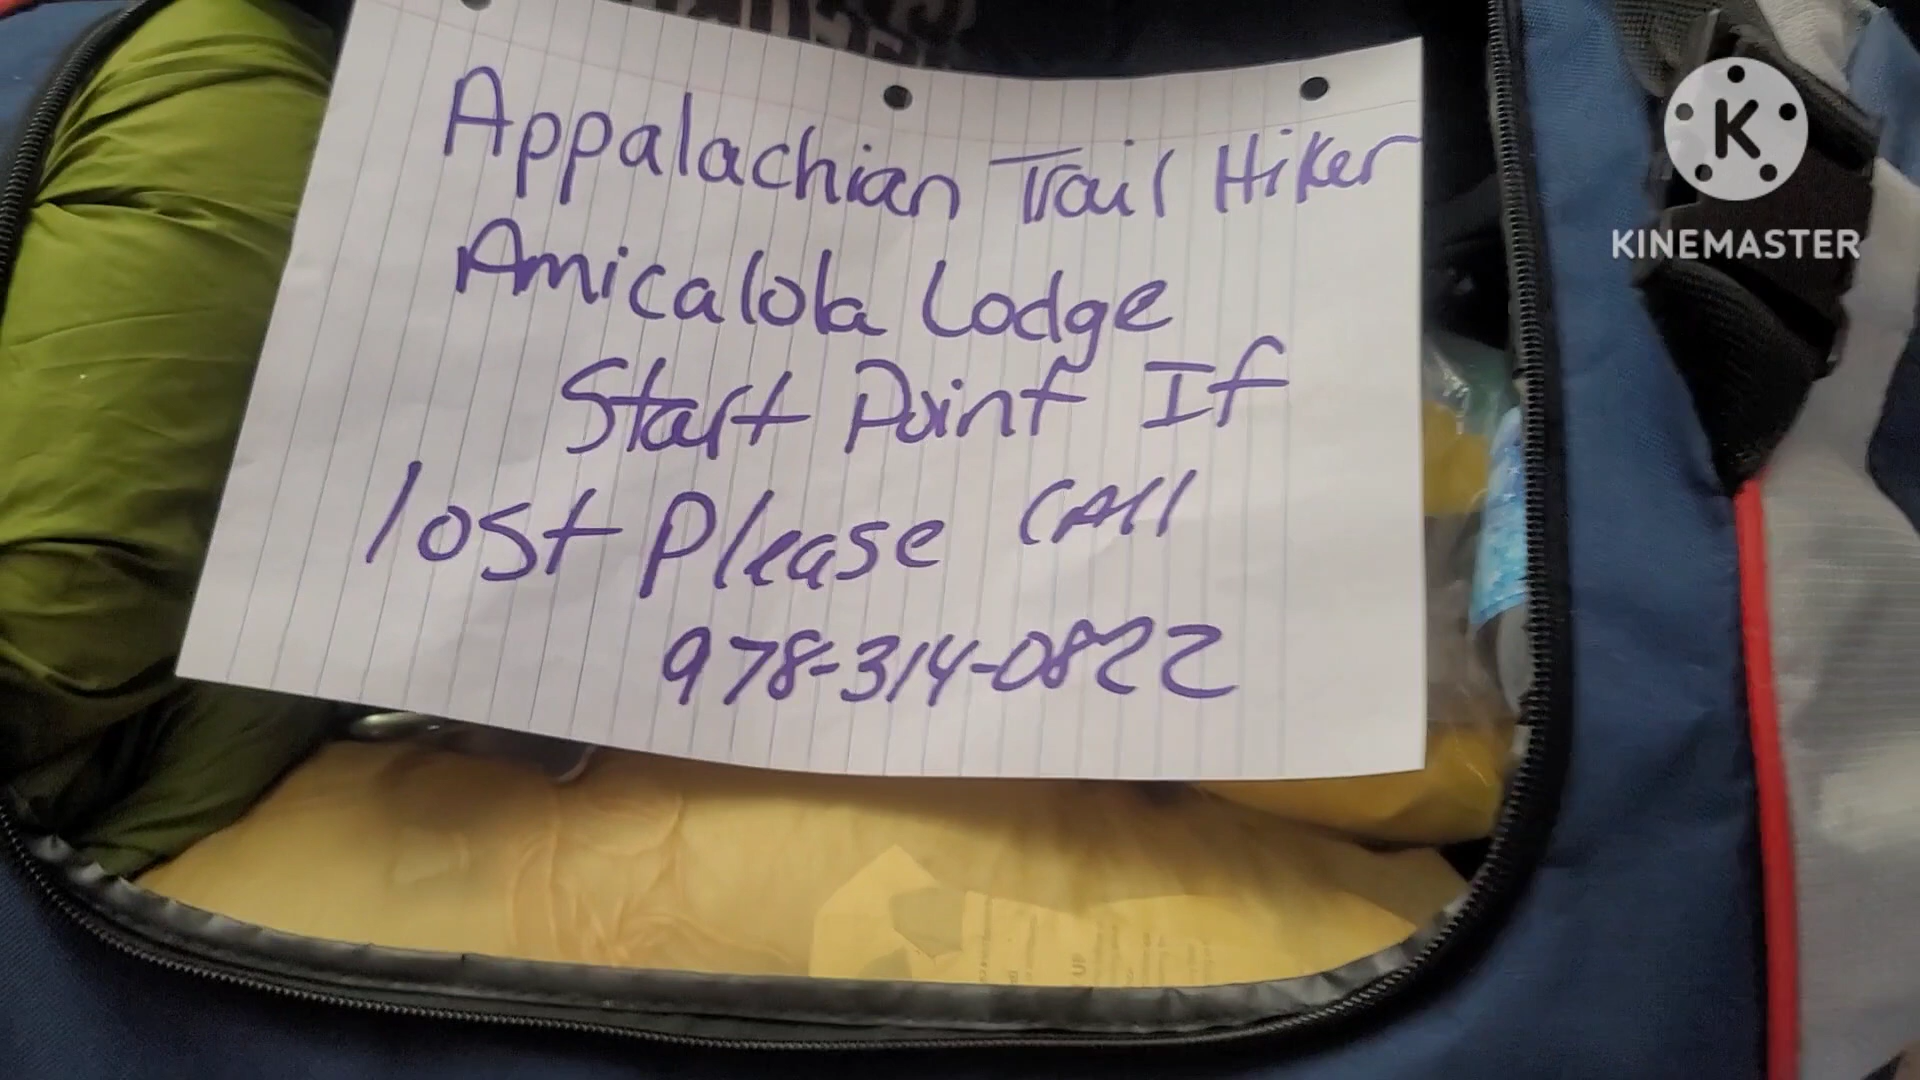 Appalachian Trail Hiker
Amicalola Lodge
Start Point If
lost Please CAll
978-314-0822
K
KINEMASTER